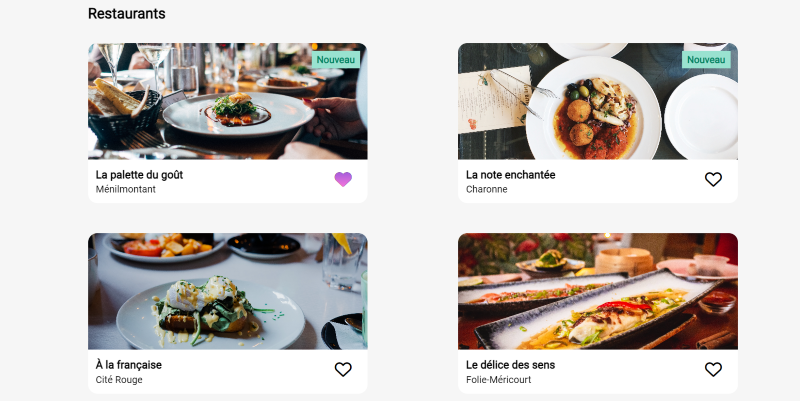 Restaurants
Nouveau
La palette du goût
Ménilmontant
Nouveau
La note enchantée
Charonne
À la française
Cité Rouge
Le délice des sens
Folie-Méricourt